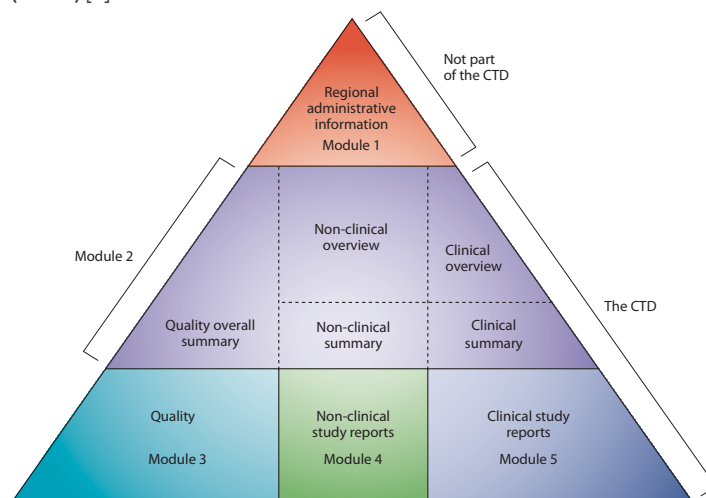 Not part
of the CTD
Regional
administrative
information
Module 1
Non-clinical
overview
Clinical
overview
Module 2
The CTD
Quality overall
summary
Non-clinical
summary
Clinical
summary
Quality
Module 3
Non-clinical
study reports
Module 4
Clinical study
reports
Module 5